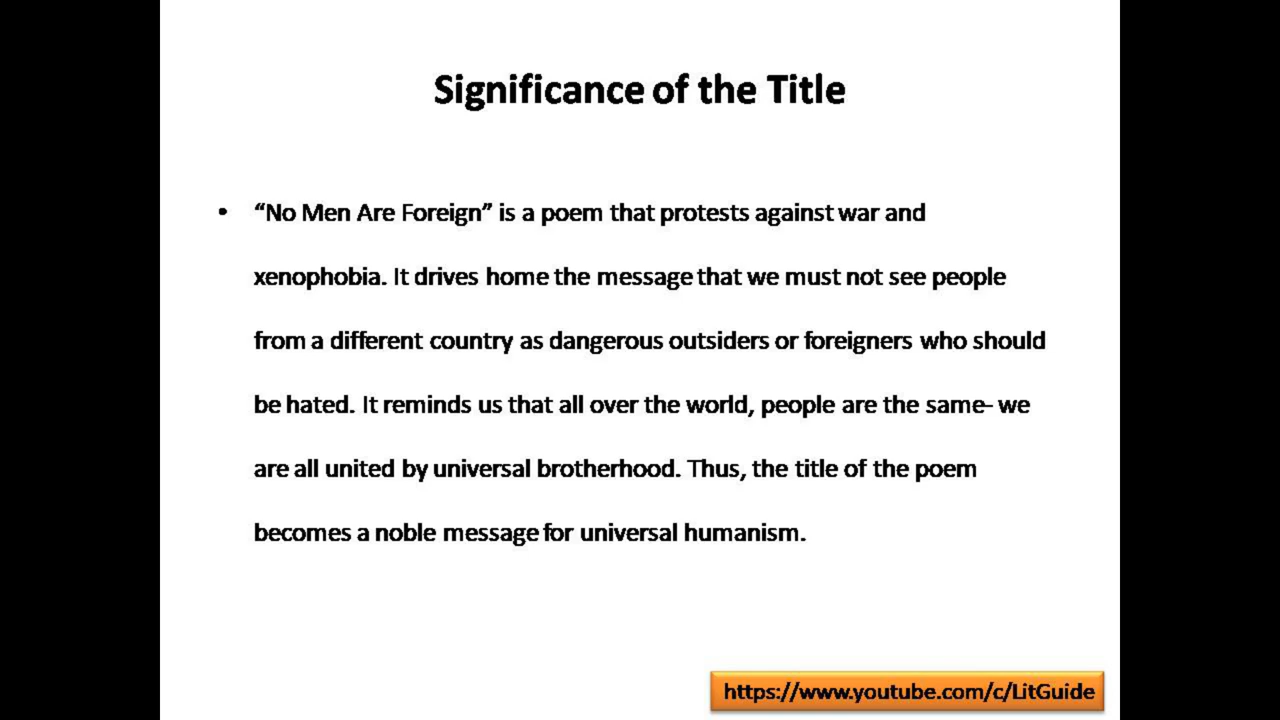 Significance of the Title
• “No Men Are Foreign” is a poem that protests against war and
xenophobia. It drives home the message that we must not see people
from a different country as dangerous outsiders or foreigners who should
be hated. It reminds us that all over the world, people are the same- we
are all united by universal brotherhood. Thus, the title of the poem
becomes a noble message for universal humanism.
https://www.youtube.com/c/LitGuide